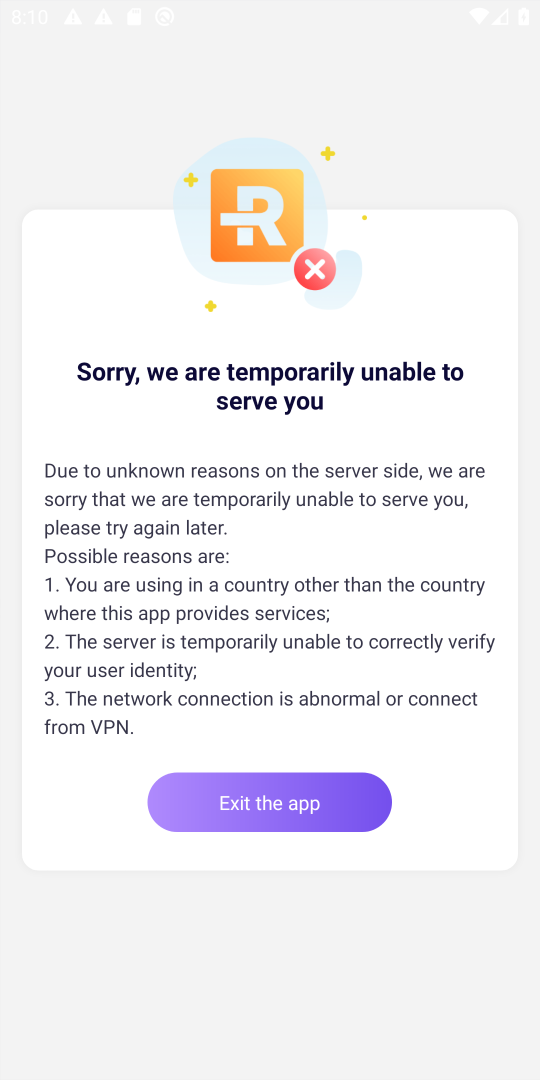 8:10
R
Sorry, we are temporarily unable to
serve you
Due to unknown reasons on the server side, we are
sorry that we are temporarily unable to serve you,
please try again later.
Possible reasons are:
1. You are using in a country other than the country
where this app provides services;
2. The server is temporarily unable to correctly verify
your user identity;
3. The network connection is abnormal or connect
from VPN.
Exit the app